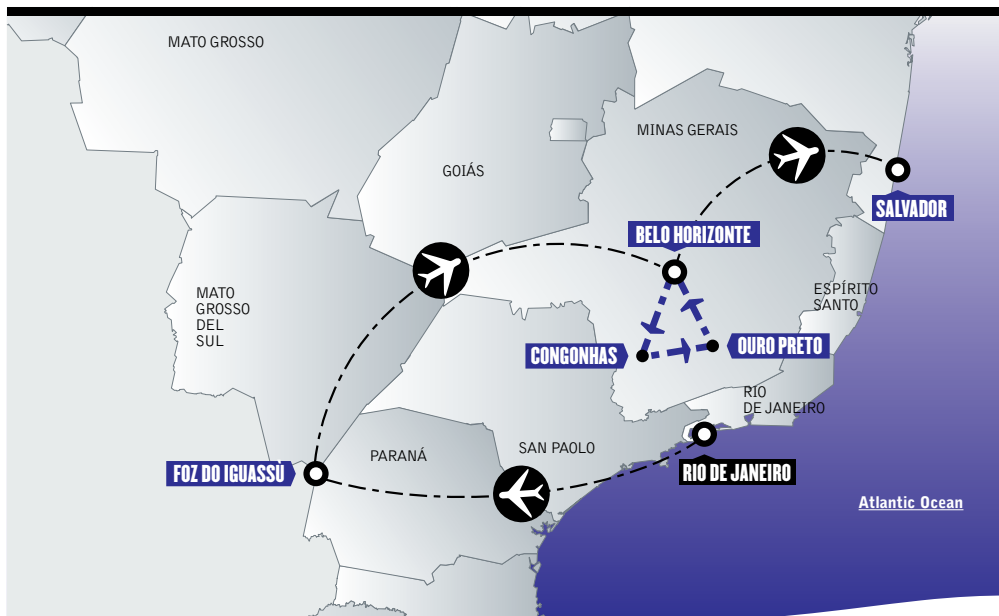 MATO GROSSO
MINAS GERAIS
GOIÁS
SALVADOR
BELO HORIZONTE
MATO
GROSSO
DEL
SUL
ESPÍRITO
SANTO
CONGONHAS
OURO PRETO
RIO
DE JANEIRO
PARANÁ
SAN PAOLO
FOZ DO IGUASSÙ
RIO DE JANEIRO
Atlantic Ocean